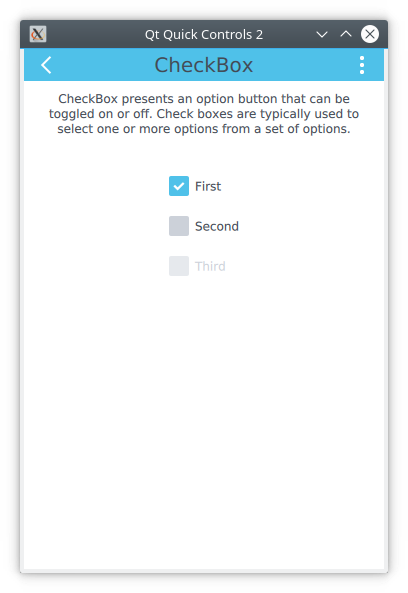 Qt Quick Controls 2
CheckBox
CheckBox presents an option button that can be
toggled on or off. Check boxes are typically used to
select one or more options from a set of options.
First
Second
Third